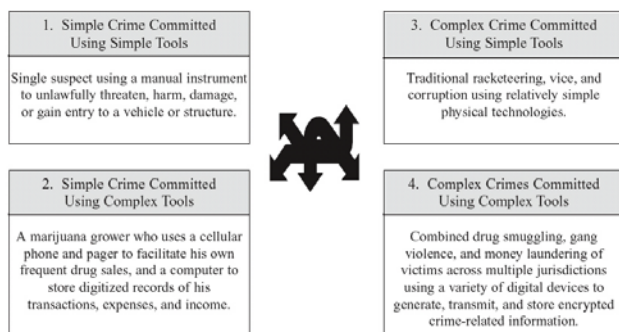 1. Simple Crime Committed
Using Simple Tools
Single suspect using a manual instrument
to unlawfully threaten, harm, damage,
or gain entry to a vehicle or structure.
2. Simple Crime Committed
Using Complex Tools
A marijuana grower who uses a cellular
phone and pager to facilitate his own
frequent drug sales, and a computer to
store digitized records of his
transactions, expenses, and income.
3. Complex Crime Committed
Using Simple Tools
Traditional racketeering, vice, and
corruption using relatively simple
physical technologies.
4. Complex Crimes Committed
Using Complex Tools
Combined drug smuggling, gang
violence, and money laundering of
victims across multiple jurisdictions
using a variety of digital devices to
generate, transmit, and store encrypted
crime-related information.